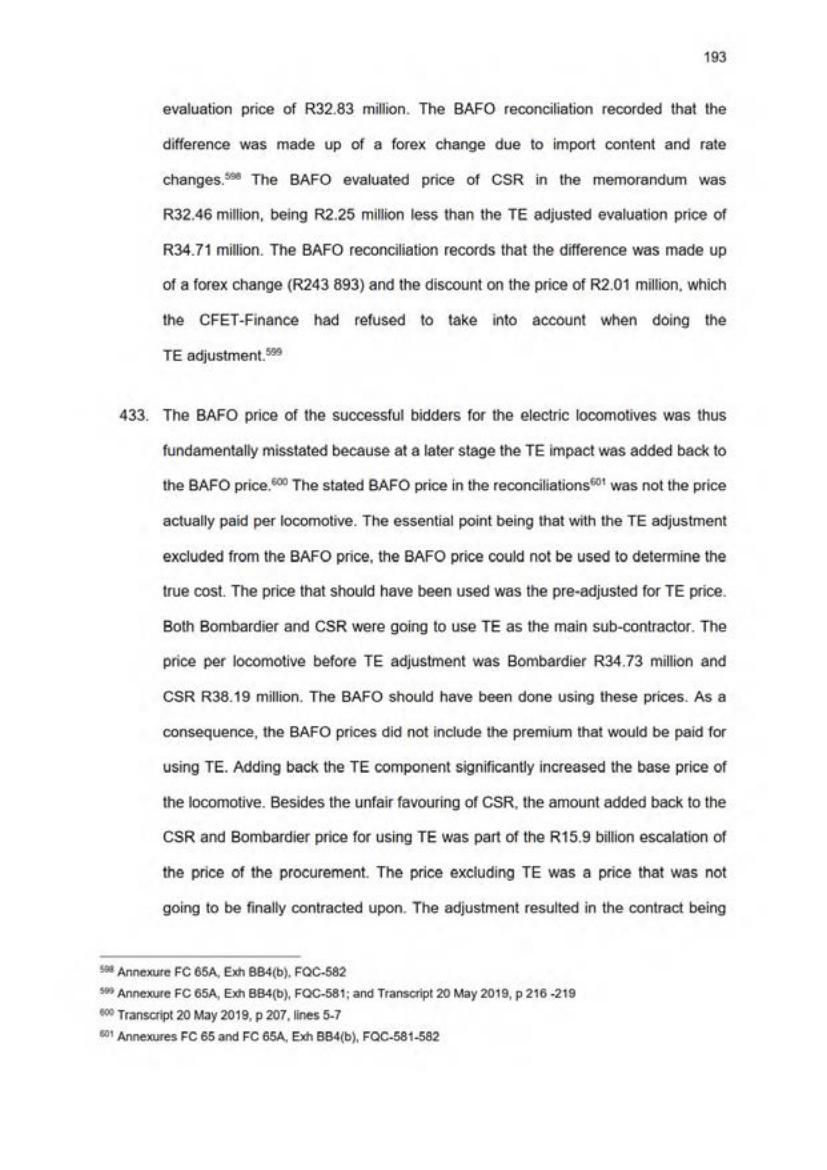 193
evaluation price of R32.83 million. The BAFO reconciliation recorded that the
difference was made up of a forex change due to import content and rate
changes.⁵⁹⁸ The BAFO evaluated price of CSR in the memorandum was
R32.46 million, being R2.25 million less than the TE adjusted evaluation price of
R34.71 million. The BAFO reconciliation records that the difference was made up
of a forex change (R243 893) and the discount on the price of R2.01 million, which
the CFET-Finance had refused to take into account when doing the
TE adjustment.⁵⁹⁹
433. The BAFO price of the successful bidders for the electric locomotives was thus
fundamentally misstated because at a later stage the TE impact was added back to
the BAFO price.⁶⁰⁰ The stated BAFO price in the reconciliations⁶⁰¹ was not the price
actually paid per locomotive. The essential point being that with the TE adjustment
excluded from the BAFO price, the BAFO price could not be used to determine the
true cost. The price that should have been used was the pre-adjusted for TE price.
Both Bombardier and CSR were going to use TE as the main sub-contractor. The
price per locomotive before TE adjustment was Bombardier R34.73 million and
CSR R38.19 million. The BAFO should have been done using these prices. As a
consequence, the BAFO prices did not include the premium that would be paid for
using TE. Adding back the TE component significantly increased the base price of
the locomotive. Besides the unfair favouring of CSR, the amount added back to the
CSR and Bombardier price for using TE was part of the R15.9 billion escalation of
the price of the procurement. The price excluding TE was a price that was not
going to be finally contracted upon. The adjustment resulted in the contract being
⁵⁹⁸ Annexure FC 65A, Exh BB4(b), FQC-582
⁵⁹⁹ Annexure FC 65A, Exh BB4(b), FQC-581; and Transcript 20 May 2019, p 216 -219
⁶⁰⁰ Transcript 20 May 2019, p 207, lines 5-7
⁶⁰¹ Annexures FC 65 and FC 65A, Exh BB4(b), FQC-581-582